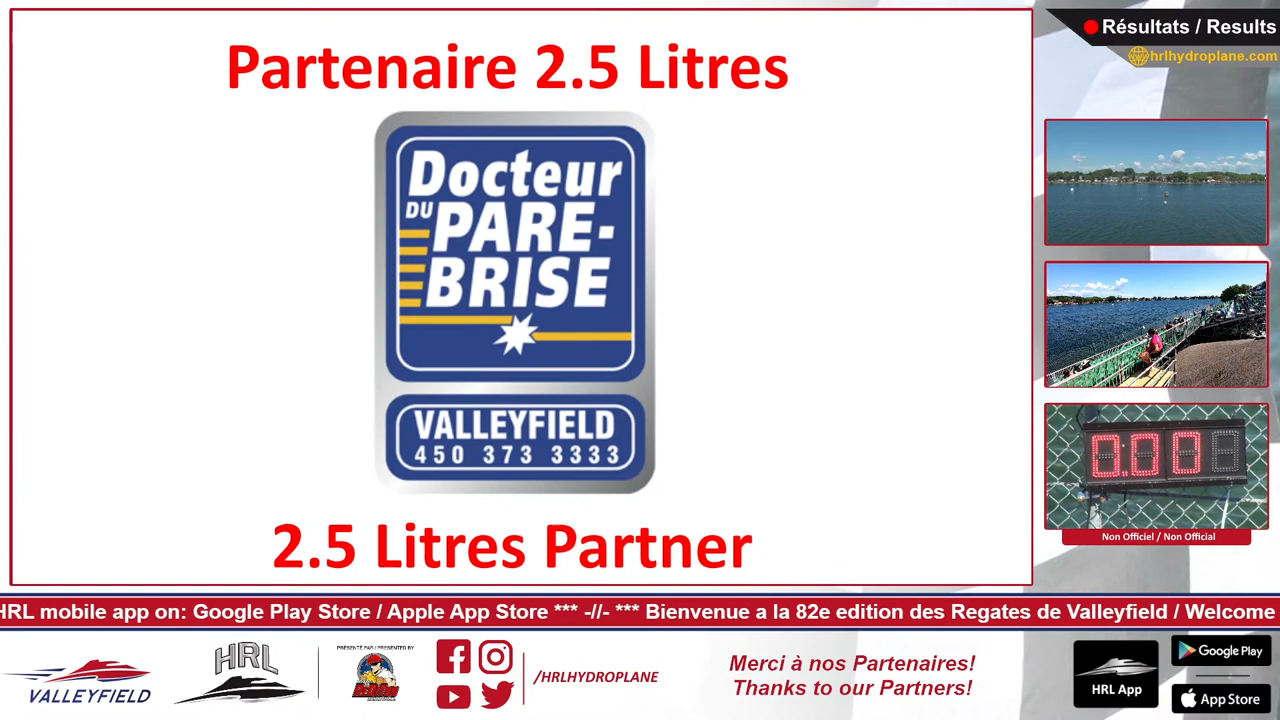 Partenaire 2.5 Litres
Docteur
DU PARE-
BRISE
VALLEYFIELD
450 373 3333
2.5 Litres Partner
Résultats / Results
hrlhydroplane.com
0.00
Non Officiel / Non Official
HRL mobile app on: Google Play Store / Apple App Store *** -//- *** Bienvenue a la 82e edition des Regates de Valleyfield / Welcome
VALLEYFIELD
HRL
PRÉSENTÉ PAR / PRESENTED BY
/HRLHYDROPLANE
Merci à nos Partenaires!
Thanks to our Partners!
HRL App
Google Play
App Store